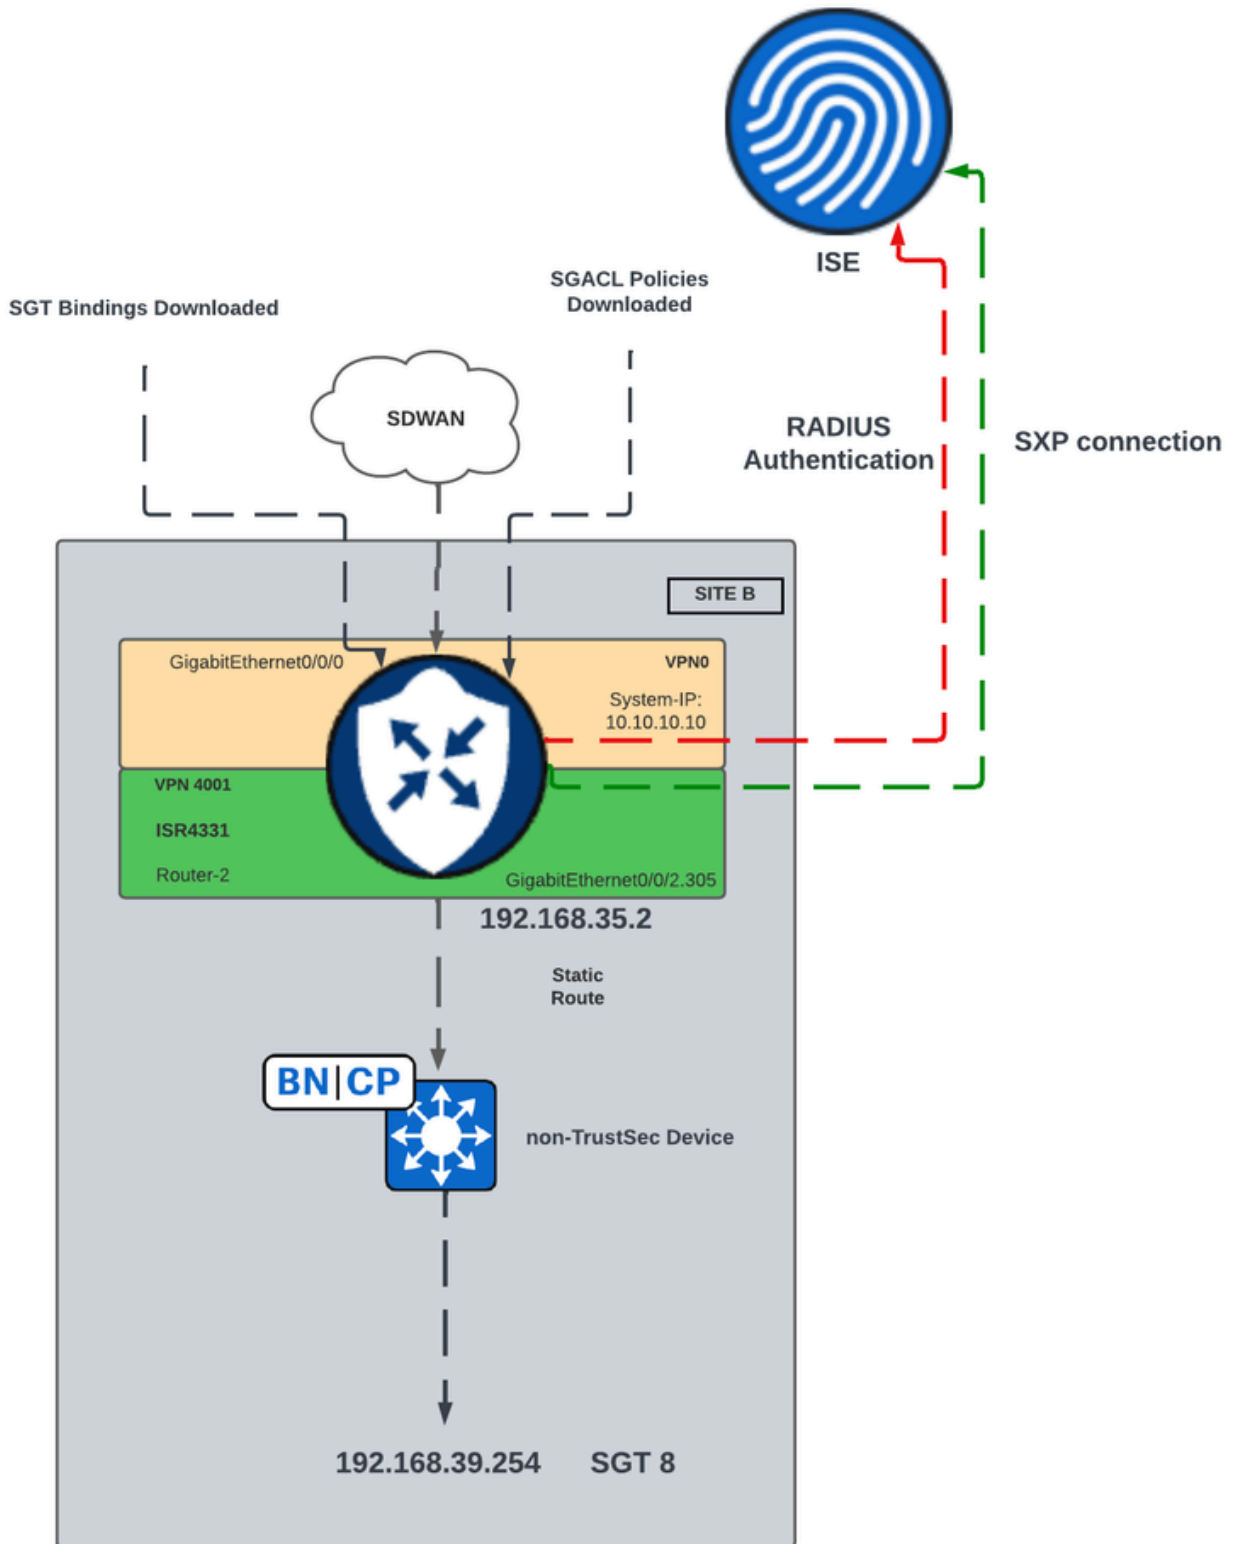 ISE
SGT Bindings Downloaded
SGACL Policies
Downloaded
SDWAN
RADIUS
Authentication
SXP connection
SITE B
GigabitEthernet0/0/0
VPN0
System-IP:
10.10.10.10
VPN 4001
ISR4331
Router-2
GigabitEthernet0/0/2.305
192.168.35.2
Static
Route
BN|CP
non-TrustSec Device
192.168.39.254 SGT 8